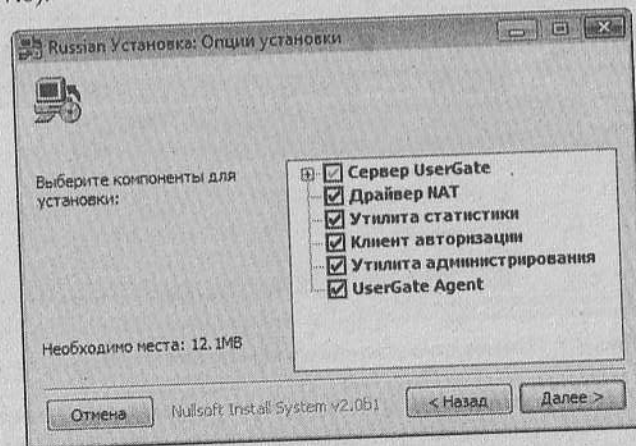 Russian Установка: Опции установки
Выберите компоненты для
установки:
Сервер UserGate
Драйвер NAT
Утилита статистики
Клиент авторизации
Утилита администрирования
UserGate Agent
Необходимо места: 12.1MB
Отмена
Nullsoft Install System v2.0b1
< Назад
Далее >